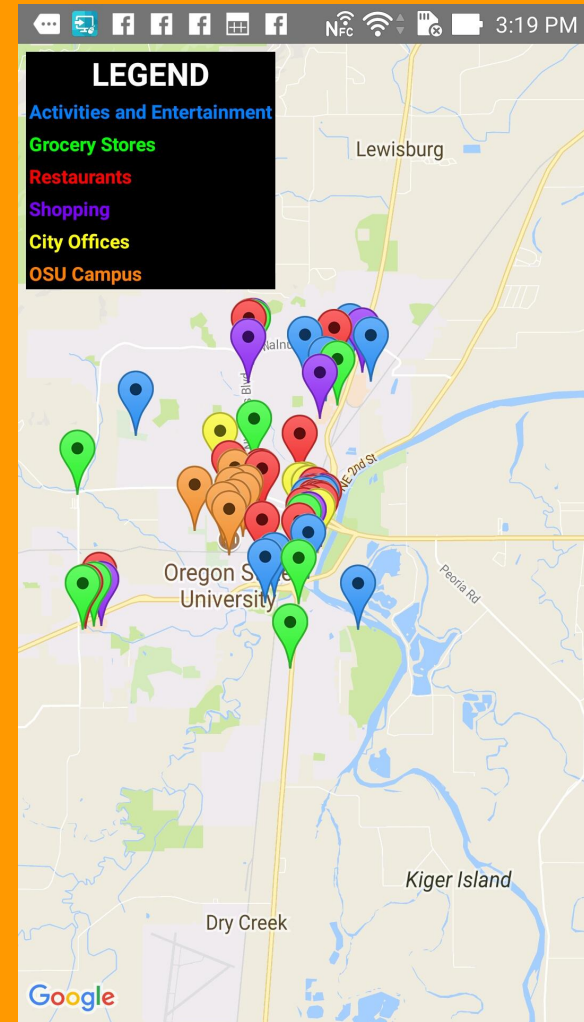 NFC 3:19 PM
LEGEND
Activities and Entertainment
Grocery Stores
Restaurants
Shopping
City Offices
OSU Campus
Lewisburg
NE 2nd St
Oregon S
University
Peoria Rd
Kiger Island
Dry Creek
Google